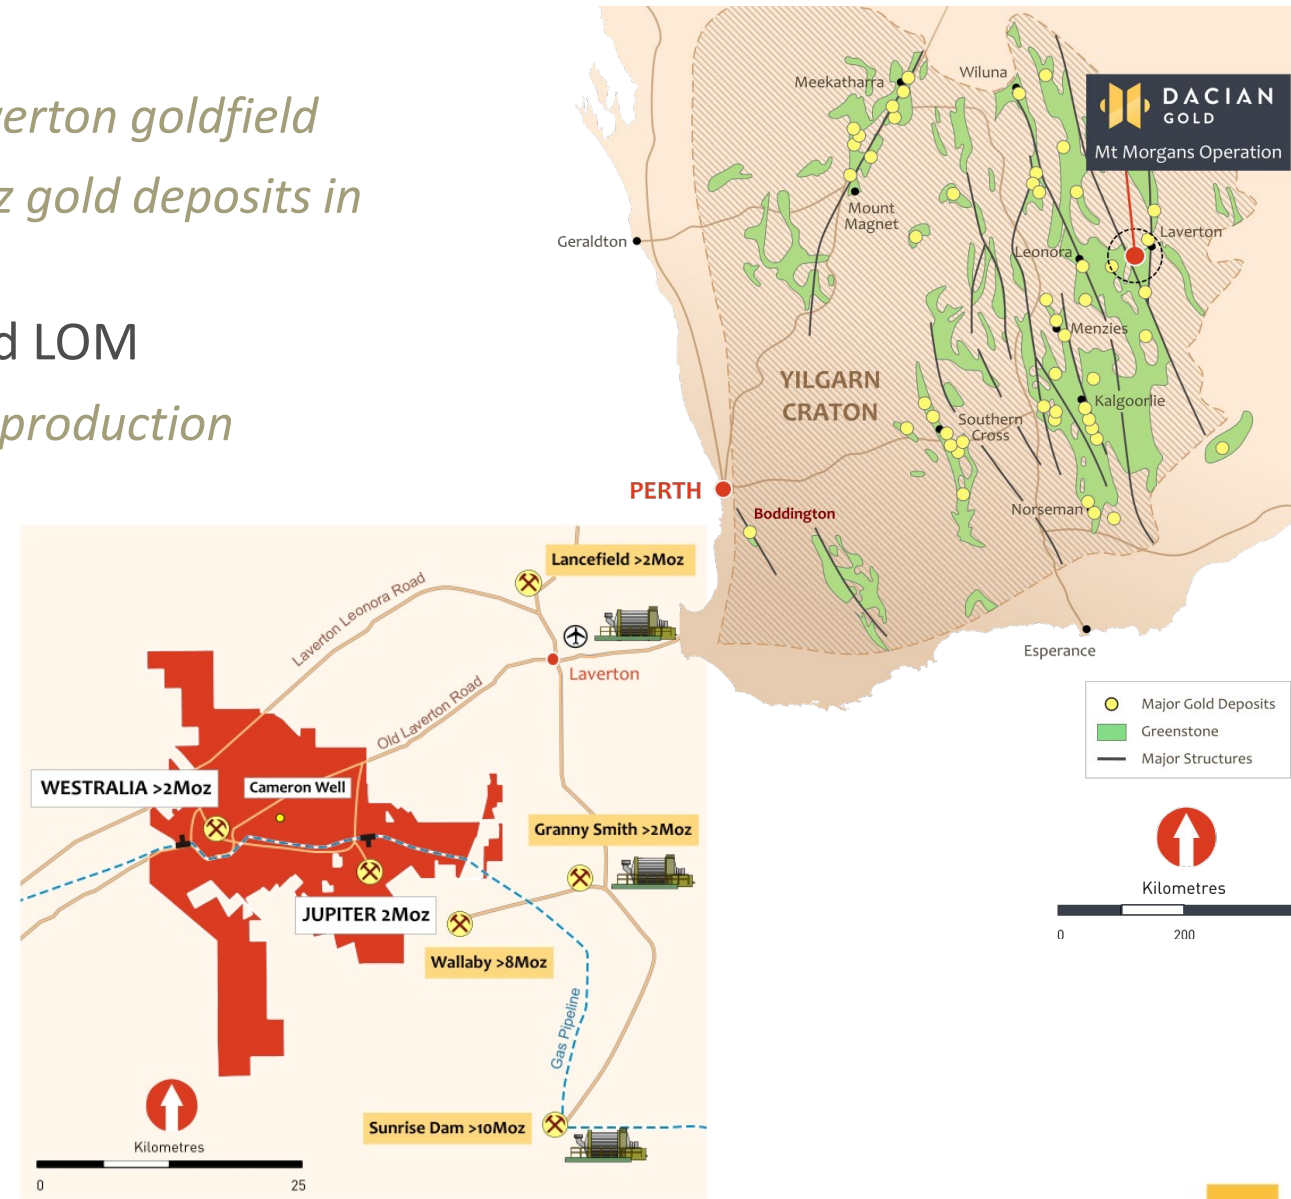 verton goldfield
z gold deposits in
d LOM
production
Meekatharra
Wiluna
DACIAN
GOLD
Mt Morgans Operation
Mount
Magnet
Geraldton
Leonora
Laverton
Menzies
YILGARN
CRATON
Kalgoorlie
Southern
Cross
PERTH
Boddington
Norseman
Esperance
Major Gold Deposits
Greenstone
Major Structures
Kilometres
0 200
Lancefield >2Moz
Laverton Leonora Road
Laverton
Old Laverton Road
WESTRALIA >2Moz
Cameron Well
Granny Smith >2Moz
JUPITER 2Moz
Wallaby >8Moz
Gas Pipeline
Sunrise Dam >10Moz
Kilometres
0 25